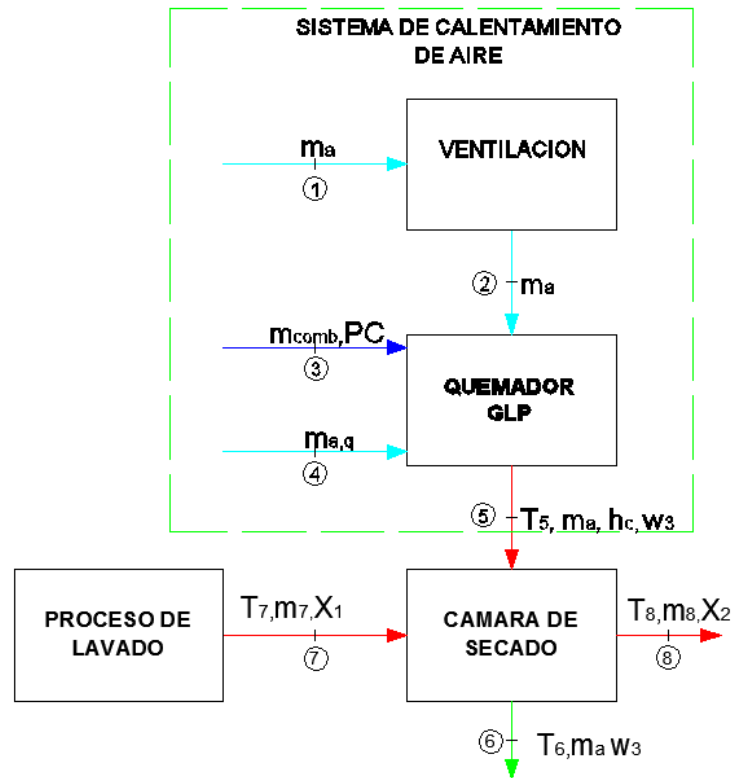 SISTEMA DE CALENTAMIENTO
DE AIRE
ma
1
VENTILACION
2
ma
mcomb,PC
3
QUEMADOR
GLP
ma,q
4
5
T5, ma, hc, w3
PROCESO DE
LAVADO
T7,m7,X1
7
CAMARA DE
SECADO
T8,m8,X2
8
6
T6,ma w3